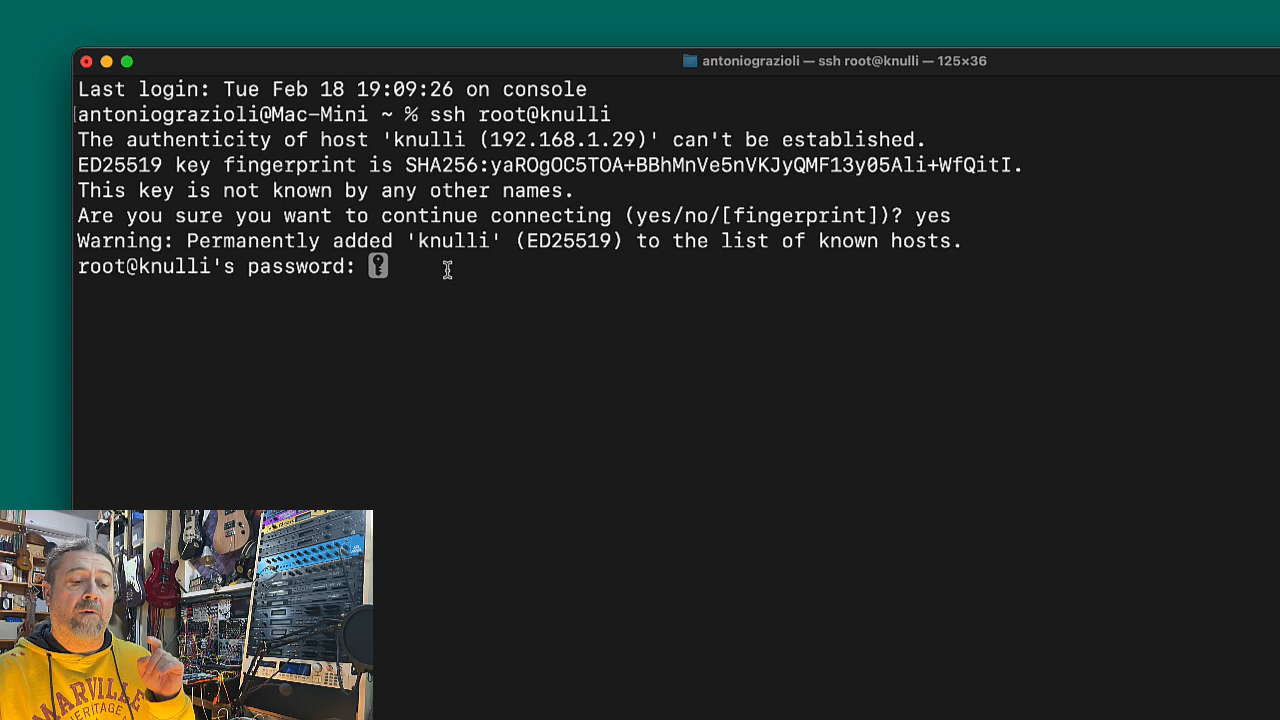 antoniograzioli — ssh root@knulli — 125×36
Last login: Tue Feb 18 19:09:26 on console
[antoniograzioli@Mac-Mini ~ % ssh root@knulli
The authenticity of host 'knulli (192.168.1.29)' can't be established.
ED25519 key fingerprint is SHA256:yaROgOC5TOA+BBhMnVe5nVKJyQMF13y05Ali+WfQitI.
This key is not known by any other names.
Are you sure you want to continue connecting (yes/no/[fingerprint])? yes
Warning: Permanently added 'knulli' (ED25519) to the list of known hosts.
root@knulli's password:
MARVILLE
HERITAGE